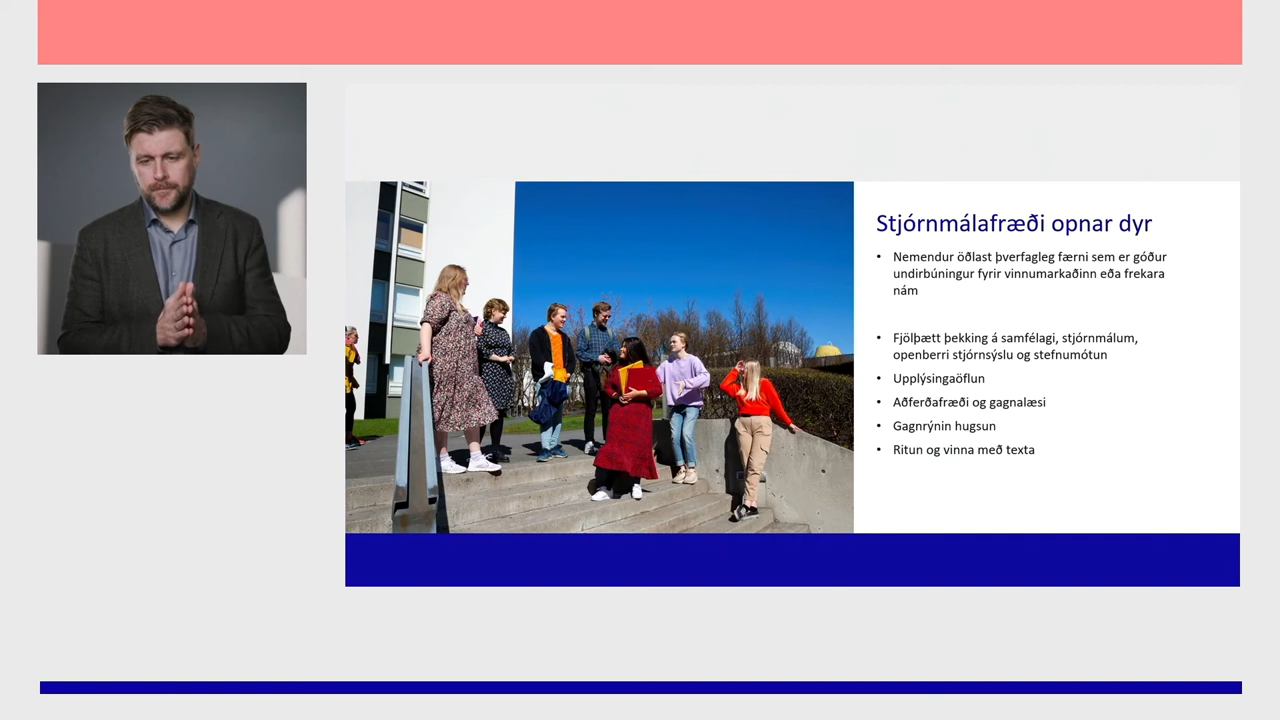 Stjórnmálafræði opnar dyr
• Nemendur öðlast þverfagleg færni sem er góður
undirbúningur fyrir vinnumarkaðinn eða frekara
nám
• Fjölþætt þekking á samfélagi, stjórnmálum,
openberri stjórnsýslu og stefnumótun
• Upplýsingaöflun
• Aðferðafræði og gagnalæsi
• Gagnrýnin hugsun
• Ritun og vinna með texta